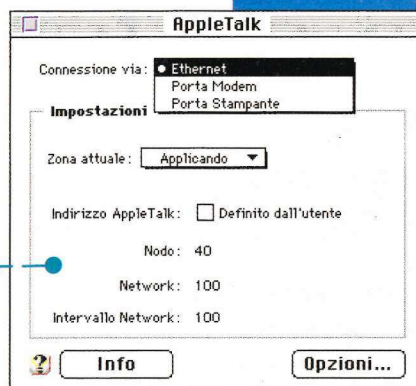 AppleTalk
Connessione via: Ethernet
Porta Modem
Porta Stampante
Impostazioni
Zona attuale: Applicando
Indirizzo AppleTalk: Definito dall'utente
Nodo: 40
Network: 100
Intervallo Network: 100
Info Opzioni...